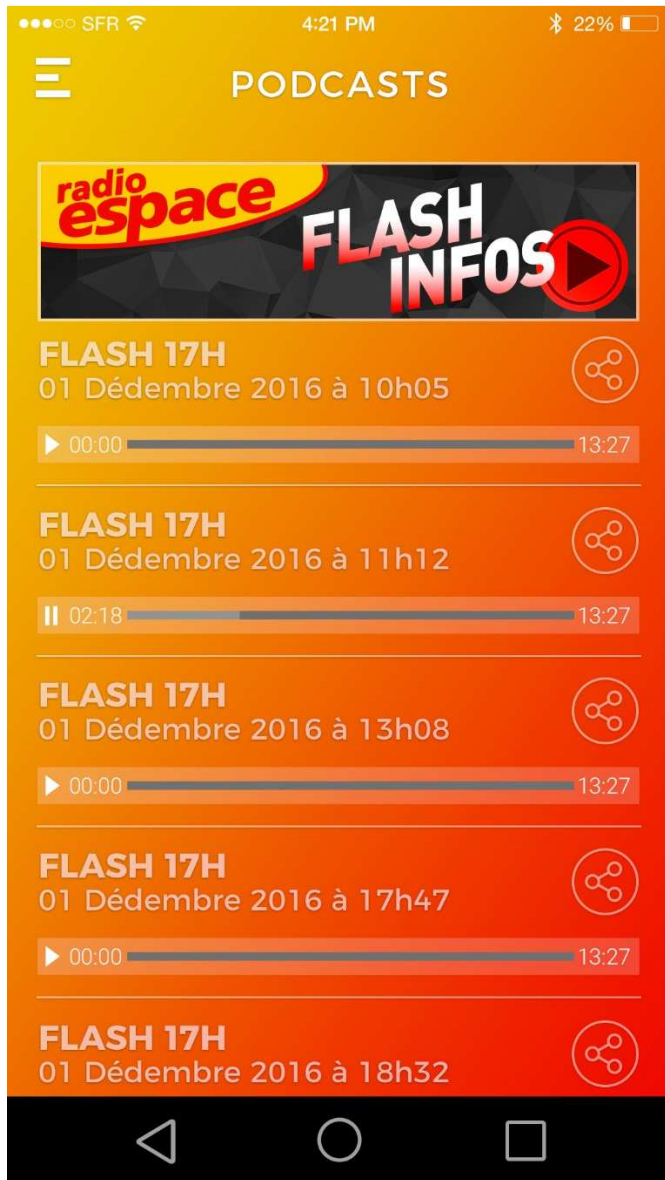 SFR 4:21 PM 22%
PODCASTS
radio
espace
FLASH
INFOS
FLASH 17H
01 Dédembre 2016 à 10h05
00:00 13:27
FLASH 17H
01 Dédembre 2016 à 11h12
02:18 13:27
FLASH 17H
01 Dédembre 2016 à 13h08
00:00 13:27
FLASH 17H
01 Dédembre 2016 à 17h47
00:00 13:27
FLASH 17H
01 Dédembre 2016 à 18h32